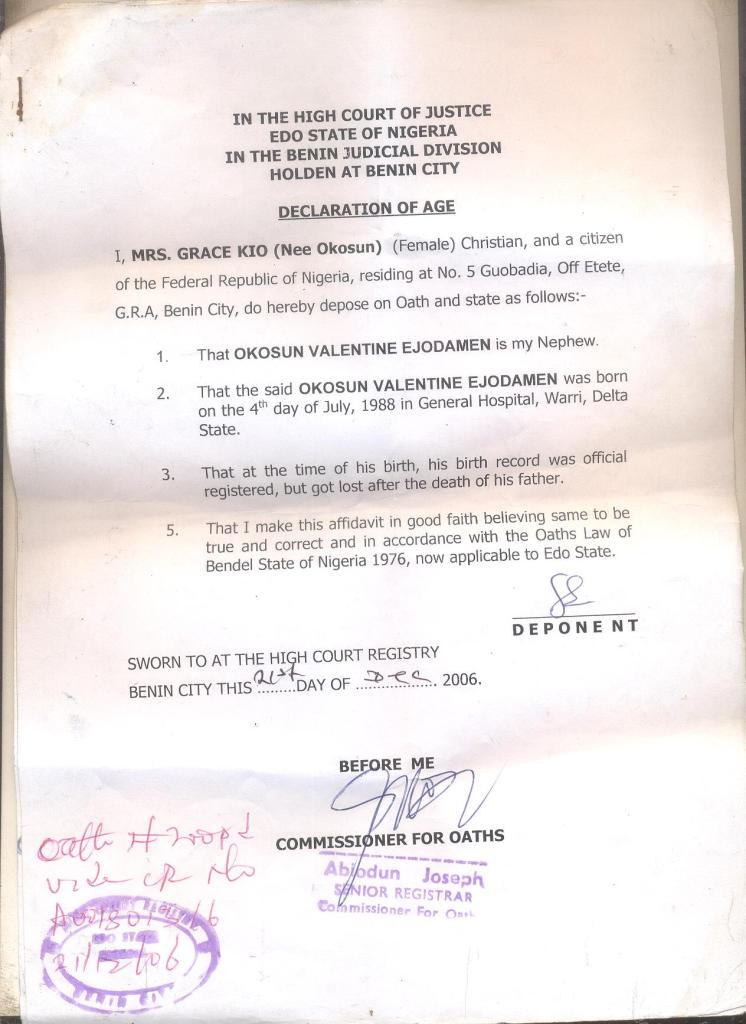 IN THE HIGH COURT OF JUSTICE
EDO STATE OF NIGERIA
IN THE BENIN JUDICIAL DIVISION
HOLDEN AT BENIN CITY
DECLARATION OF AGE
I, MRS. GRACE KIO (Nee Okosun) (Female) Christian, and a citizen
of the Federal Republic of Nigeria, residing at No. 5 Guobadia, Off Etete,
G.R.A, Benin City, do hereby depose on Oath and state as follows:-
1. That OKOSUN VALENTINE EJODAMEN is my Nephew.
2. That the said OKOSUN VALENTINE EJODAMEN was born
on the 4th day of July, 1988 in General Hospital, Warri, Delta
State.
3. That at the time of his birth, his birth record was official
registered, but got lost after the death of his father.
5. That I make this affidavit in good faith believing same to be
true and correct and in accordance with the Oaths Law of
Bendel State of Nigeria 1976, now applicable to Edo State.
DEPONENT
SWORN TO AT THE HIGH COURT REGISTRY
BENIN CITY THIS 21st DAY OF Dec 2006.
BEFORE ME
COMMISSIONER FOR OATHS
Abiodun Joseph
SENIOR REGISTRAR
Commissioner For Oath
Oath
21/12/06
BENIN CITY